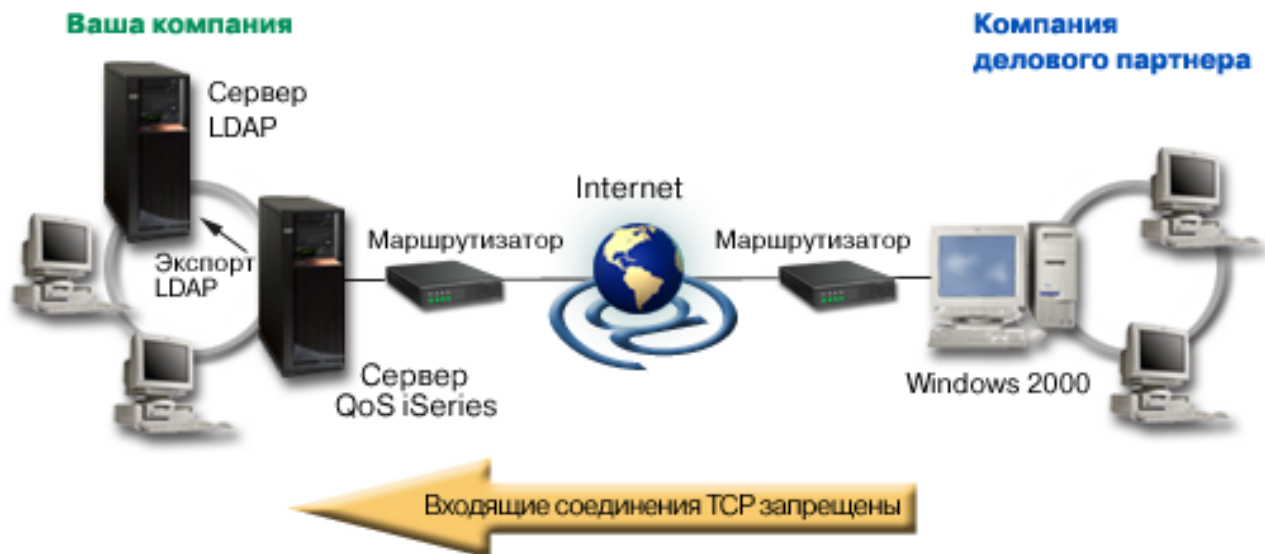 Ваша компания
Компания
делового партнера
Сервер
LDAP
Internet
Маршрутизатор
Маршрутизатор
Экспорт
LDAP
Сервер
QoS iSeries
Windows 2000
Входящие соединения TCP запрещены